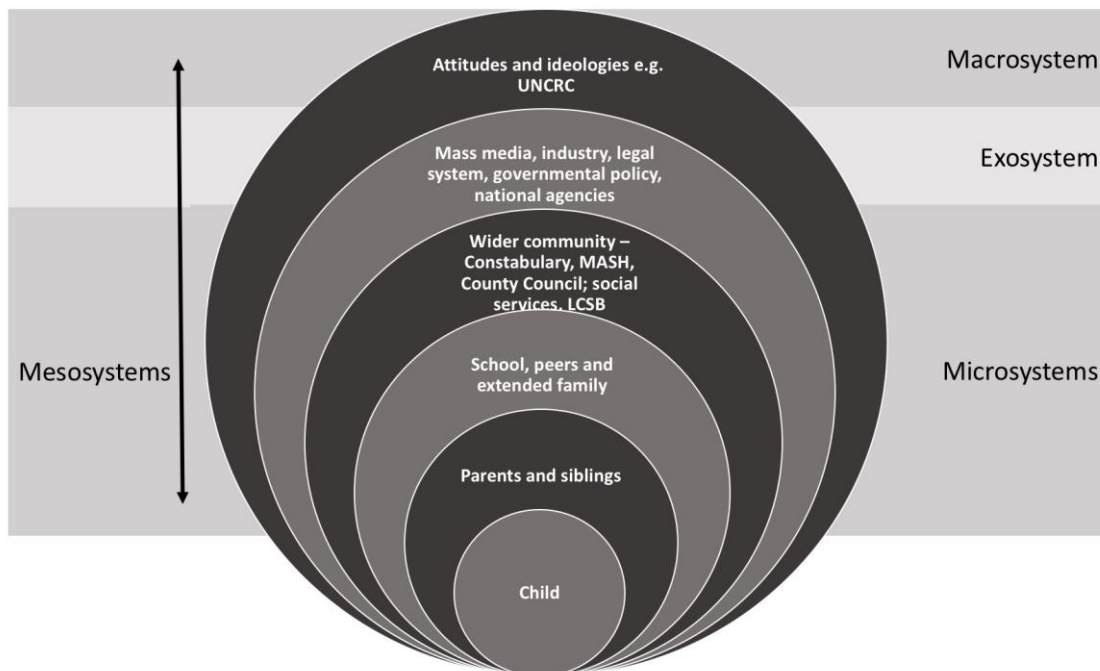 Attitudes and ideologies e.g.
UNCRC
Macrosystem
Mass media, industry, legal
system, governmental policy,
national agencies
Exosystem
Wider community –
Constabulary, MASH,
County Council; social
services, LCSB
School, peers and
extended family
Mesosystems
Microsystems
Parents and siblings
Child